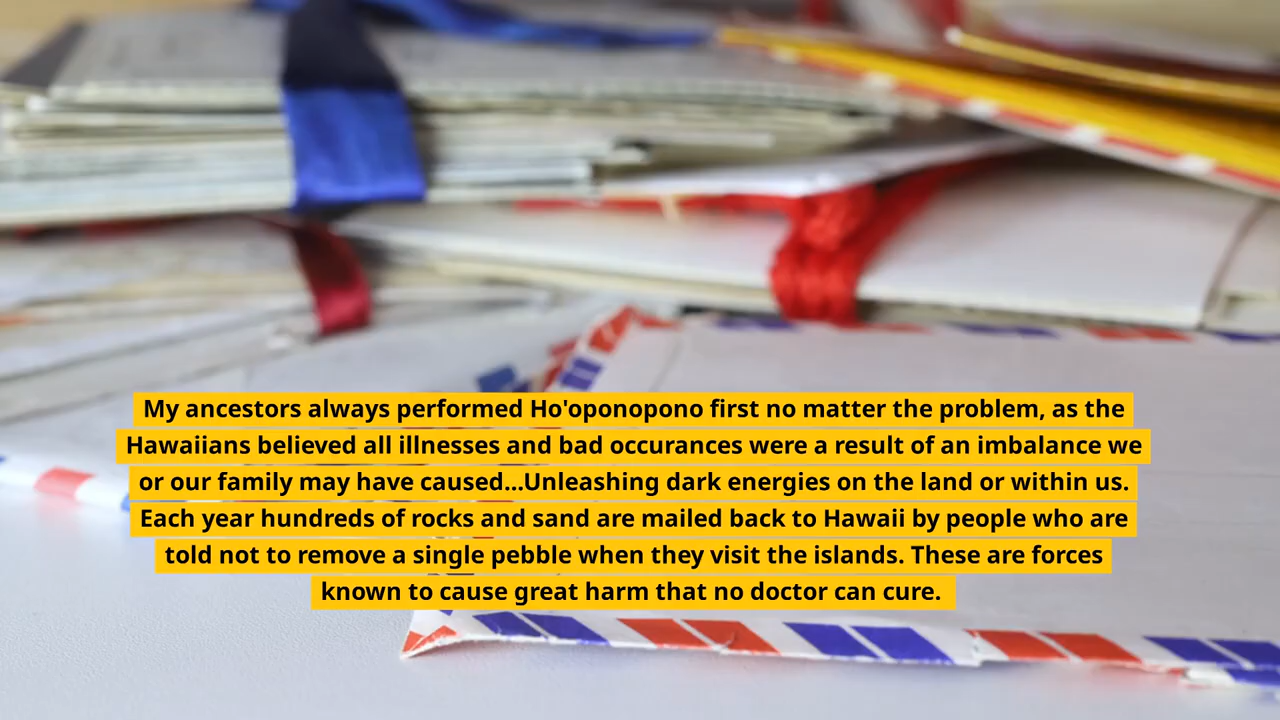 My ancestors always performed Ho'oponopono first no matter the problem, as the
Hawaiians believed all illnesses and bad occurances were a result of an imbalance we
or our family may have caused...Unleashing dark energies on the land or within us.
Each year hundreds of rocks and sand are mailed back to Hawaii by people who are
told not to remove a single pebble when they visit the islands. These are forces
known to cause great harm that no doctor can cure.